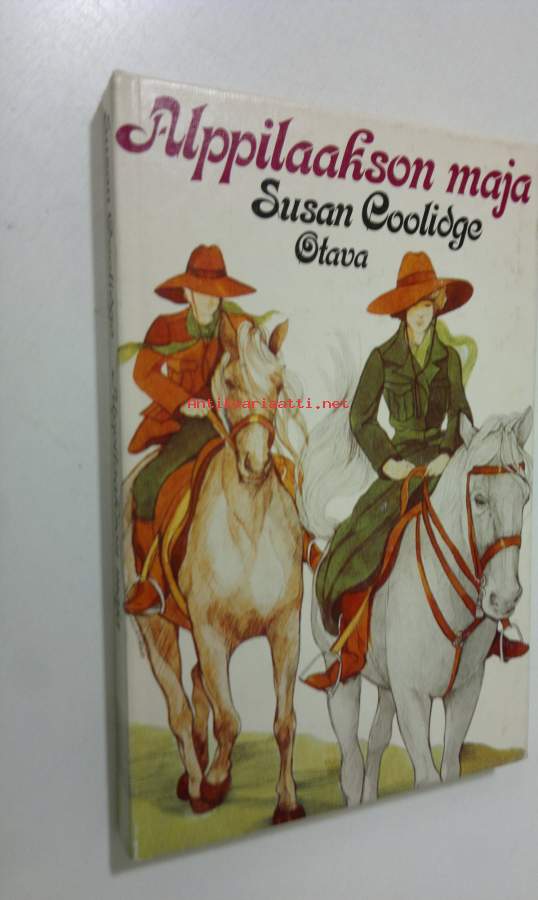 Alppilaakson maja
Susan Coolidge
Otava
Antikvariaatti.net